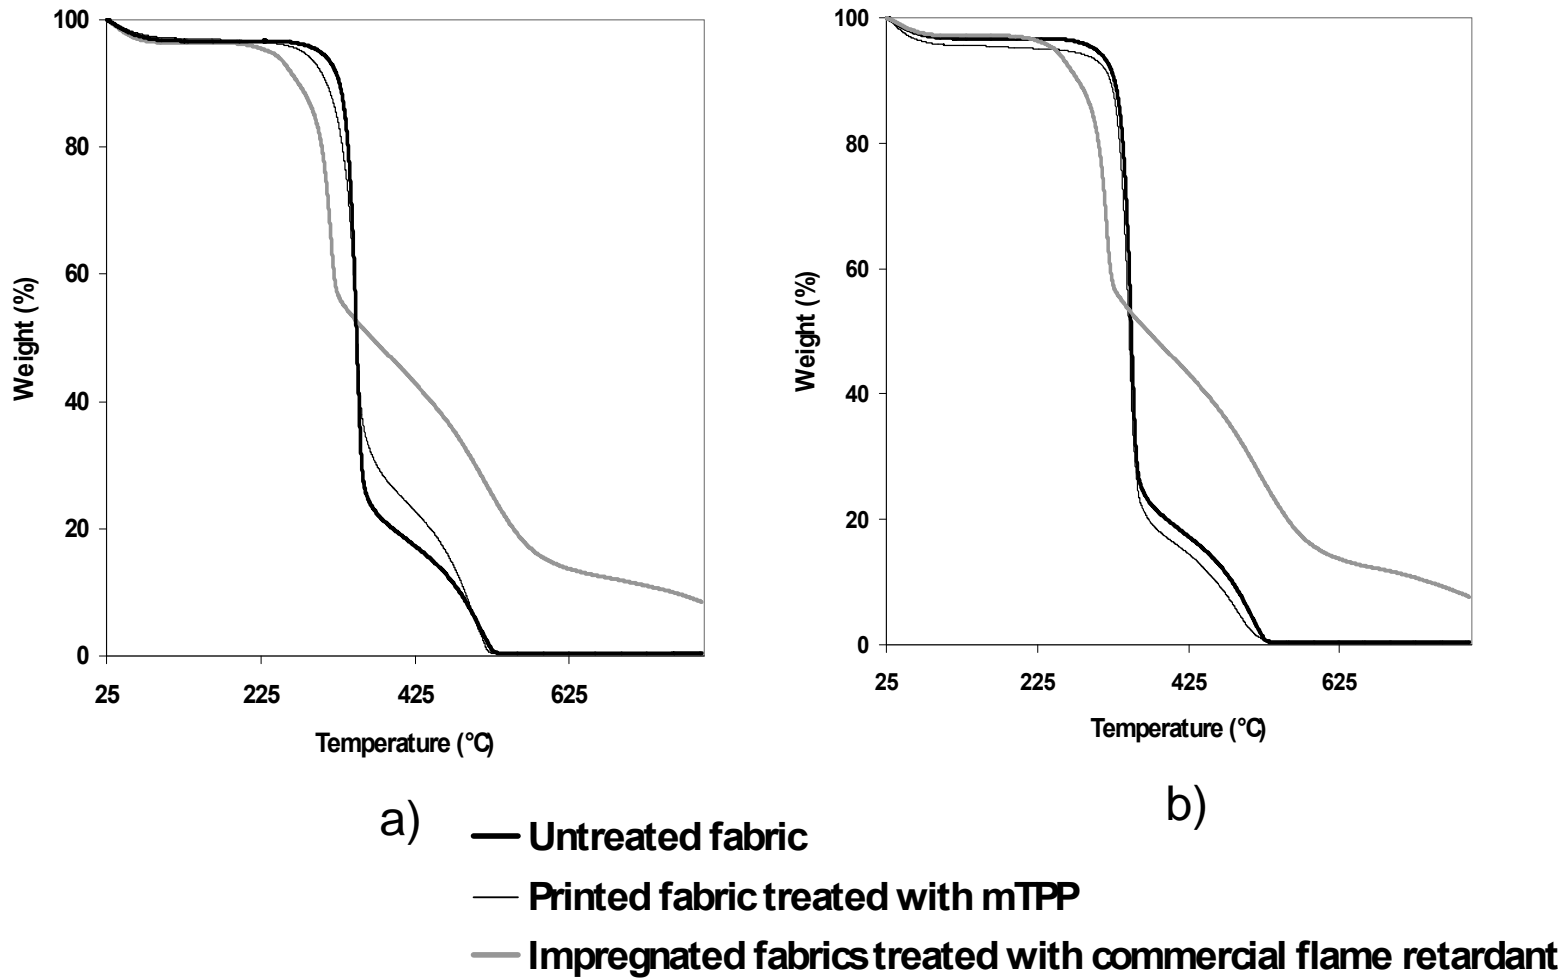 100
80
60
40
20
0
Weight (%)
25 225 425 625
Temperature (°C)
a)
100
80
60
40
20
0
Weight (%)
25 225 425 625
Temperature (°C)
b)
Untreated fabric
Printed fabric treated with mTPP
Impregnated fabrics treated with commercial flame retardant